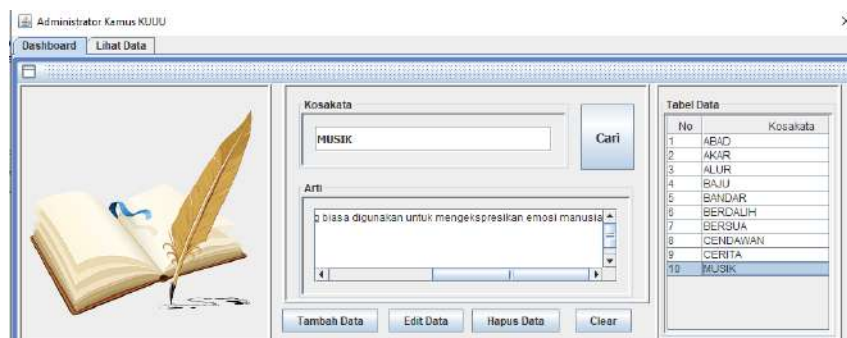 Administrator Kamus KUUU
Dashboard
Lihat Data
Kosakata
MUSIK
Cari
Arti
g biasa digunakan untuk mengekspresikan emosi manusia
Tambah Data
Edit Data
Hapus Data
Clear
Tabel Data
No Kosakata
1 ABAD
2 AKAR
3 ALUR
4 BAJU
5 BANDAR
6 BERDALIH
7 BERSUA
8 CENDAWAN
9 CERITA
10 MUSIK